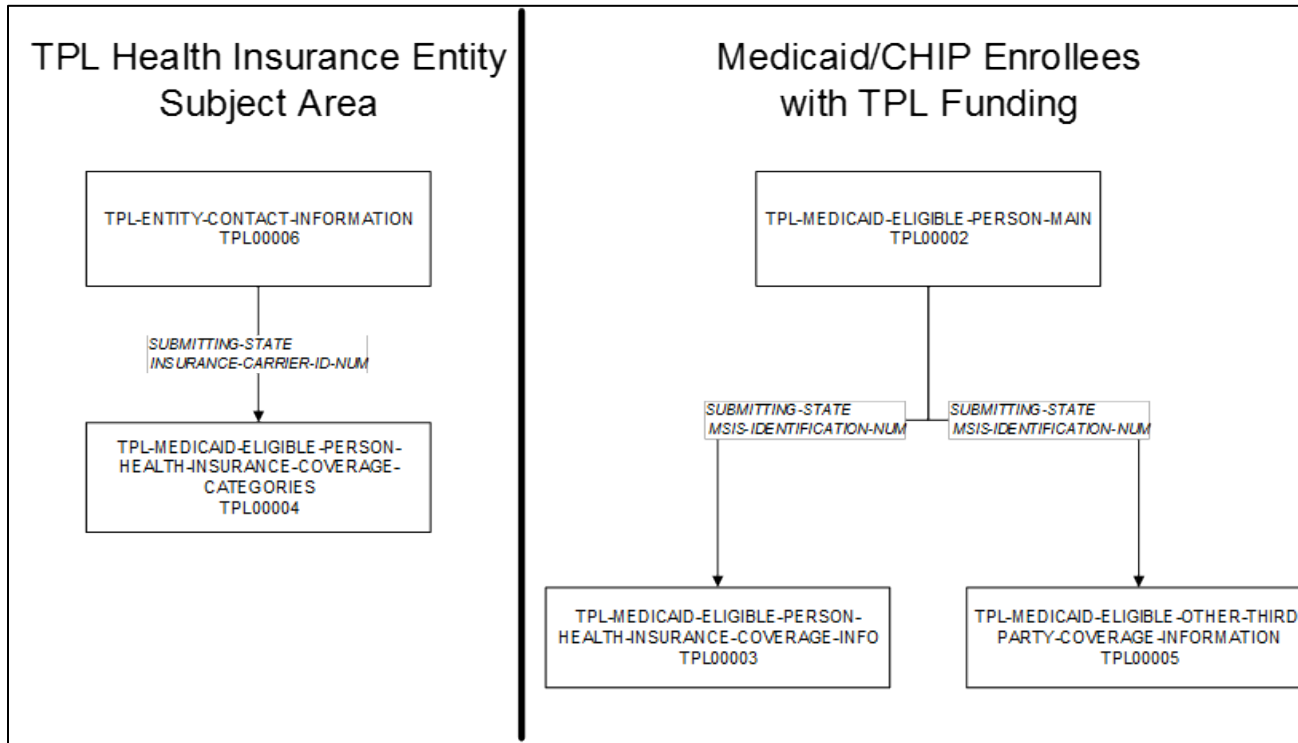 TPL Health Insurance Entity
Subject Area
TPL-ENTITY-CONTACT-INFORMATION
TPL00006
SUBMITTING-STATE
INSURANCE-CARRIER-ID-NUM
TPL-MEDICAID-ELIGIBLE-PERSON-
HEALTH-INSURANCE-COVERAGE-
CATEGORIES
TPL00004
Medicaid/CHIP Enrollees
with TPL Funding
TPL-MEDICAID-ELIGIBLE-PERSON-MAIN
TPL00002
SUBMITTING-STATE
MSIS-IDENTIFICATION-NUM
SUBMITTING-STATE
MSIS-IDENTIFICATION-NUM
TPL-MEDICAID-ELIGIBLE-PERSON-
HEALTH-INSURANCE-COVERAGE-INFO
TPL00003
TPL-MEDICAID-ELIGIBLE-OTHER-THIRD-
PARTY-COVERAGE-INFORMATION
TPL00005